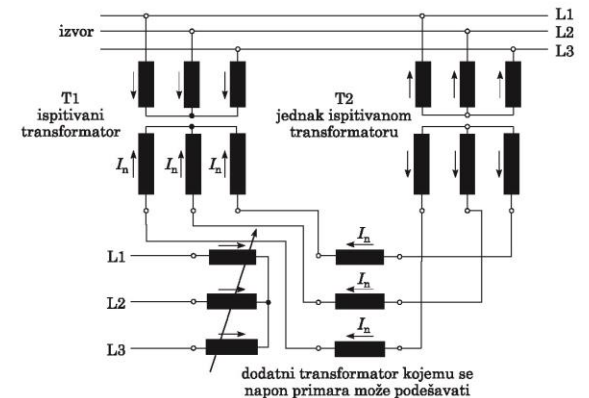 L1
izvor
L2
L3
T1
ispitivani
transformator
T2
jednak ispitivanom
transformatoru
Iₙ
Iₙ
Iₙ
Iₙ
L1
Iₙ
L2
Iₙ
L3
dodatni transformator kojemu se
napon primara može podešavati